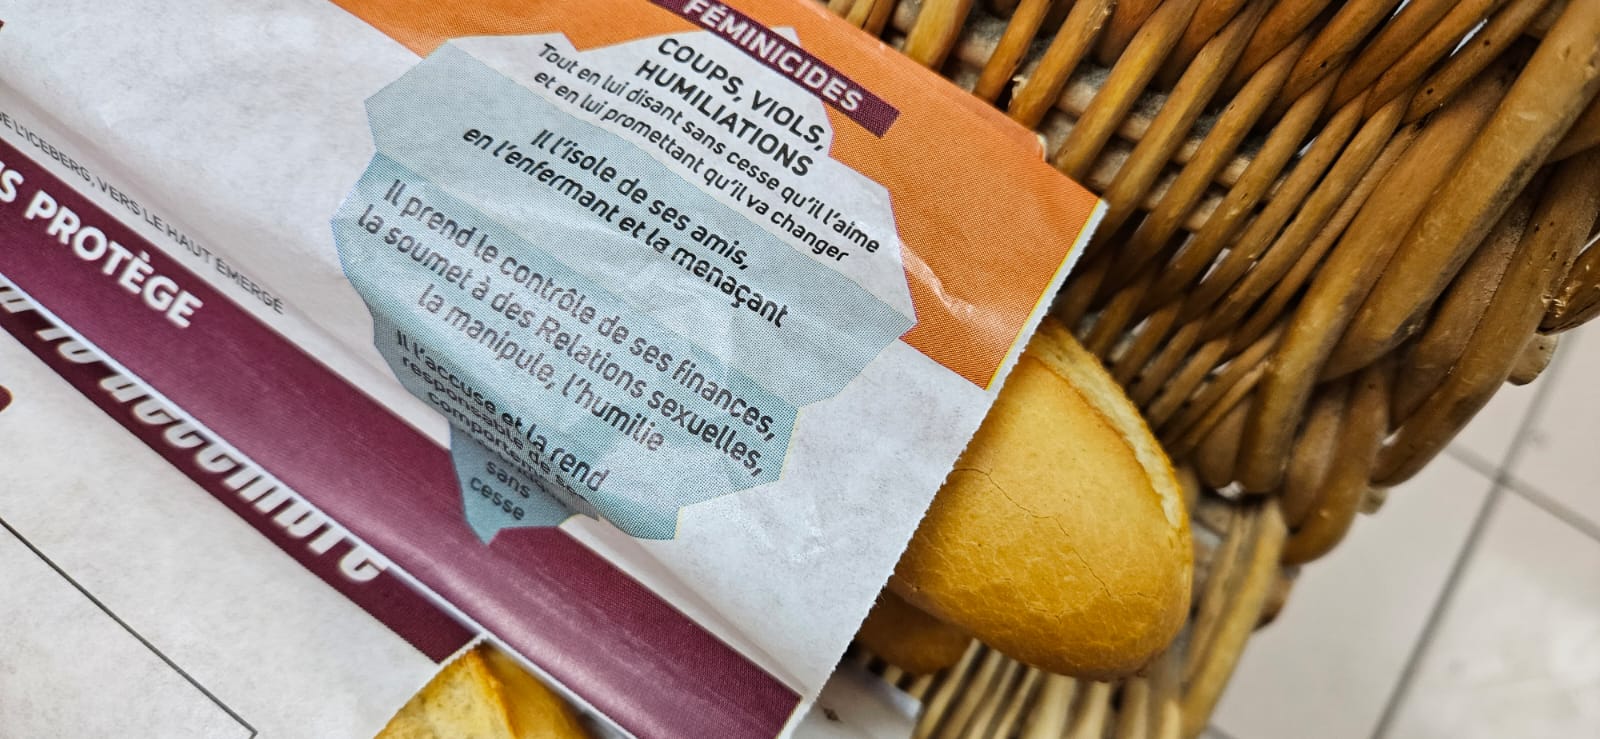 FÉMINICIDES
COUPS, VIOLS,
HUMILIATIONS
Tout en lui disant sans cesse qu'il l'aime
et en lui promettant qu'il va changer
Il l'isole de ses amis,
en l'enfermant et la menaçant
Il prend le contrôle de ses finances,
la soumet à des Relations sexuelles,
la manipule, l'humilie
Il l'accuse et la rend
responsable de
sans
cesse
DE L'ICEBERG, VERS LE HAUT ÉMERGÉ
S PROTÈGE